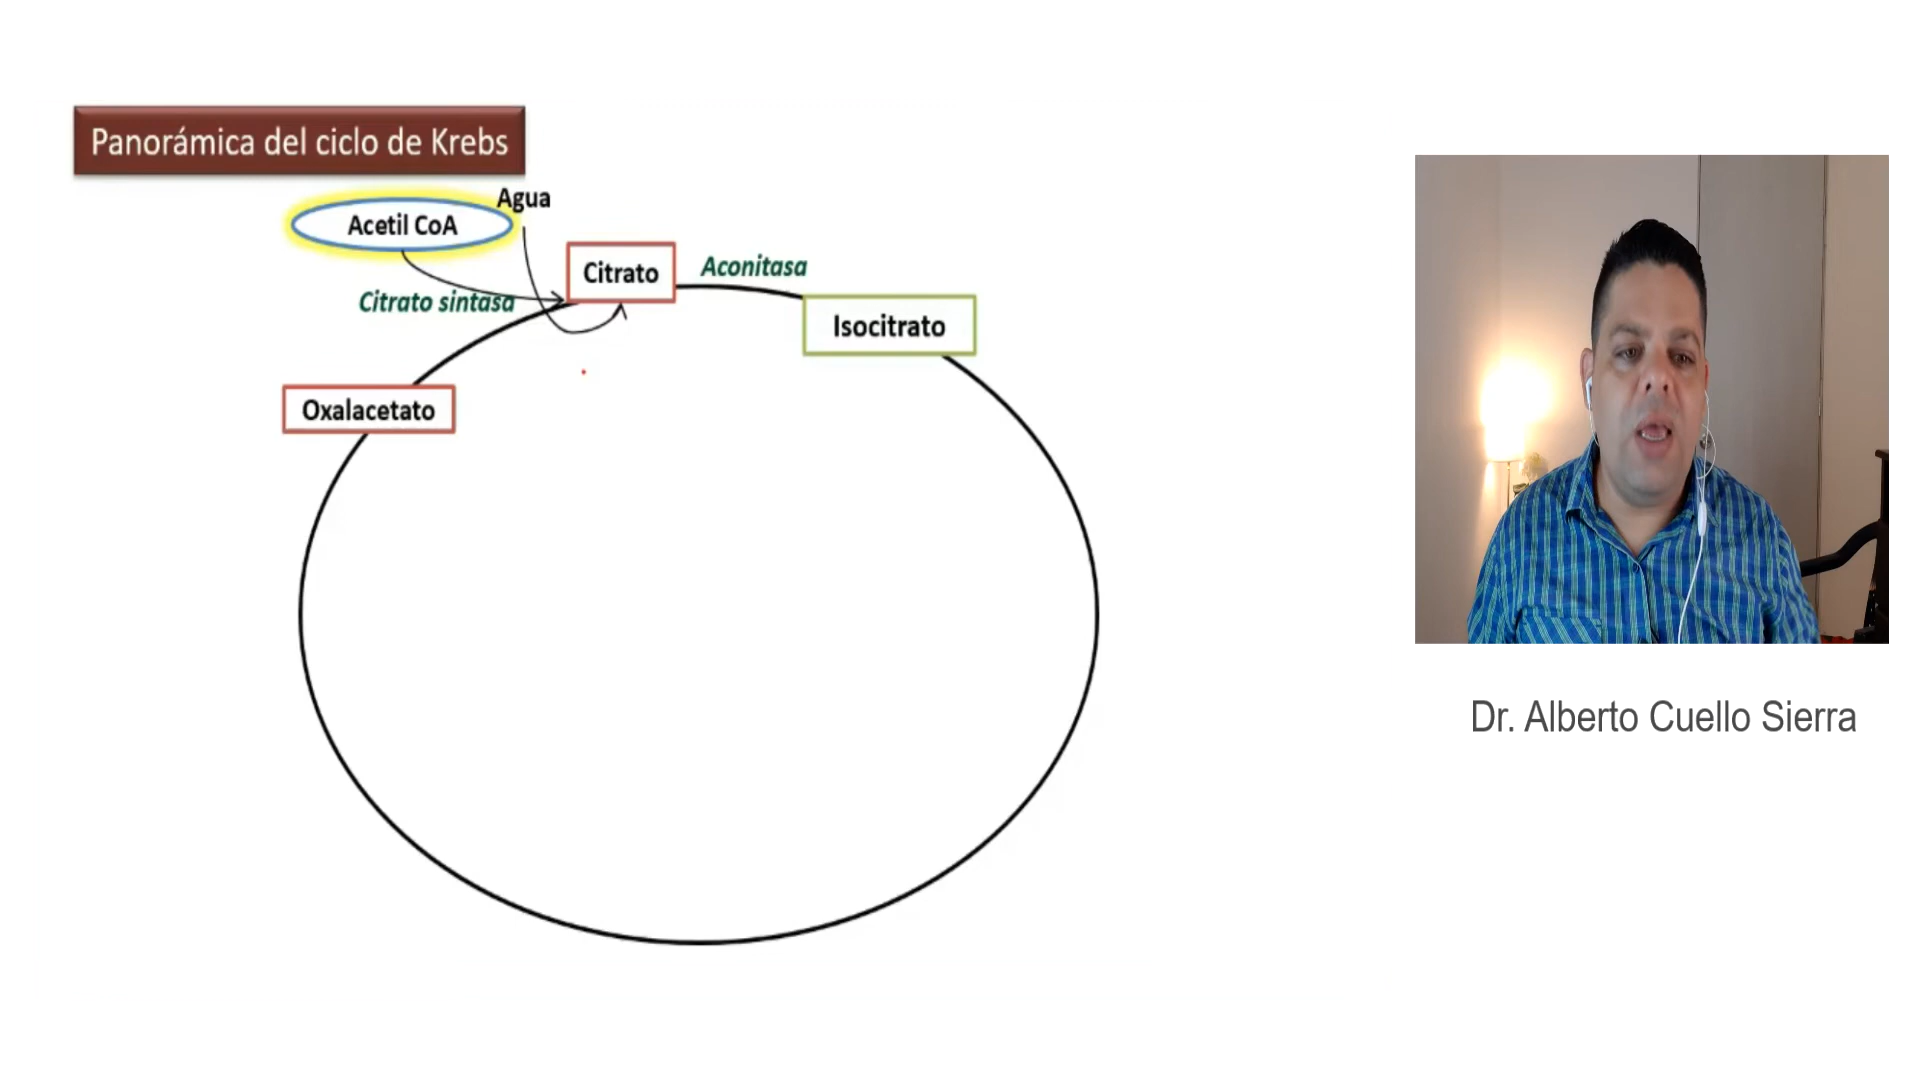 Panorámica del ciclo de Krebs
Agua
Acetil CoA
Citrato
Aconitasa
Citrato sintasa
Isocitrato
Oxalacetato
Dr. Alberto Cuello Sierra